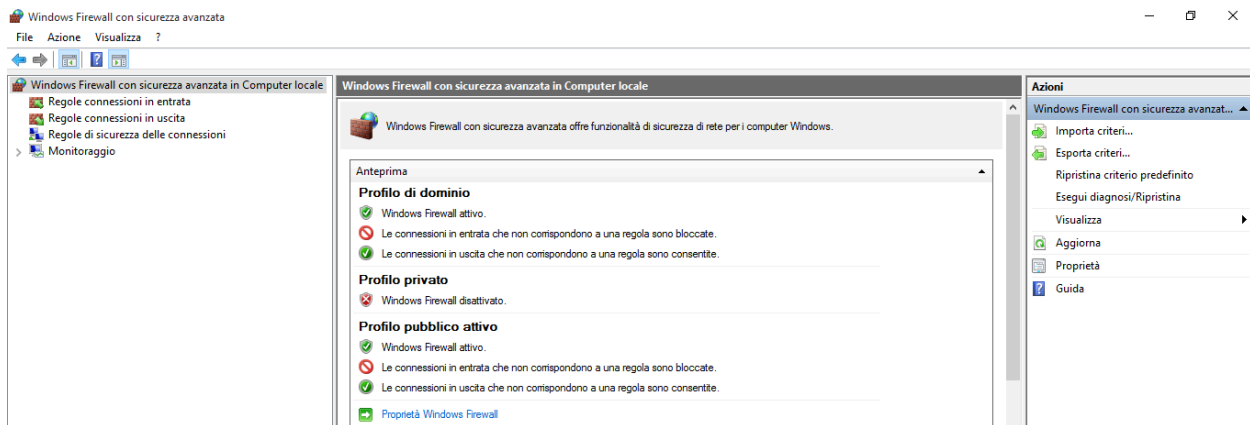 Windows Firewall con sicurezza avanzata
File Azione Visualizza ?
Windows Firewall con sicurezza avanzata in Computer locale
Regole connessioni in entrata
Regole connessioni in uscita
Regole di sicurezza delle connessioni
Monitoraggio
Windows Firewall con sicurezza avanzata in Computer locale
Windows Firewall con sicurezza avanzata offre funzionalità di sicurezza di rete per i computer Windows.
Anteprima
Profilo di dominio
Windows Firewall attivo.
Le connessioni in entrata che non corrispondono a una regola sono bloccate.
Le connessioni in uscita che non corrispondono a una regola sono consentite.
Profilo privato
Windows Firewall disattivato.
Profilo pubblico attivo
Windows Firewall attivo.
Le connessioni in entrata che non corrispondono a una regola sono bloccate.
Le connessioni in uscita che non corrispondono a una regola sono consentite.
Proprietà Windows Firewall
Azioni
Windows Firewall con sicurezza avanzat...
Importa criteri...
Esporta criteri...
Ripristina criterio predefinito
Esegui diagnosi/Ripristina
Visualizza
Aggiorna
Proprietà
Guida